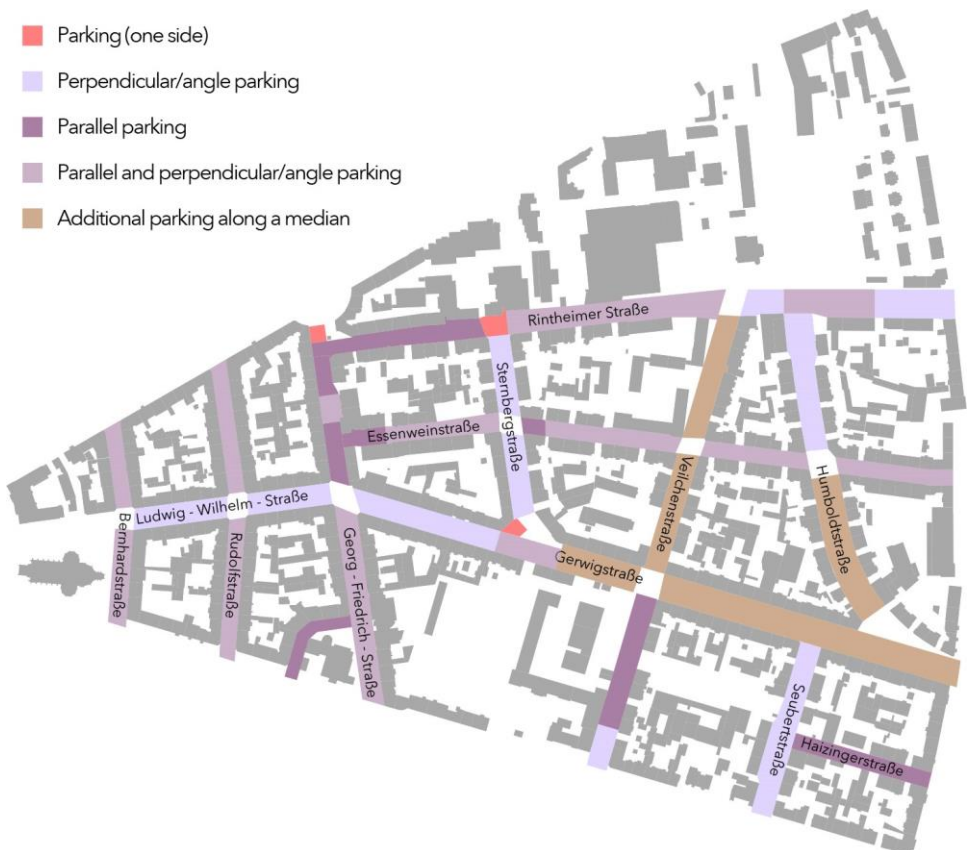 Parking (one side)
Perpendicular/angle parking
Parallel parking
Parallel and perpendicular/angle parking
Additional parking along a median
Rintheimer Straße
Sternbergstraße
Essenweinstraße
Veilchenstraße
Humboldtstraße
Ludwig - Wilhelm - Straße
Bernhardstraße
Rudolfstraße
Georg - Friedrich - Straße
Gerwigstraße
Seubertstraße
Haizingerstraße